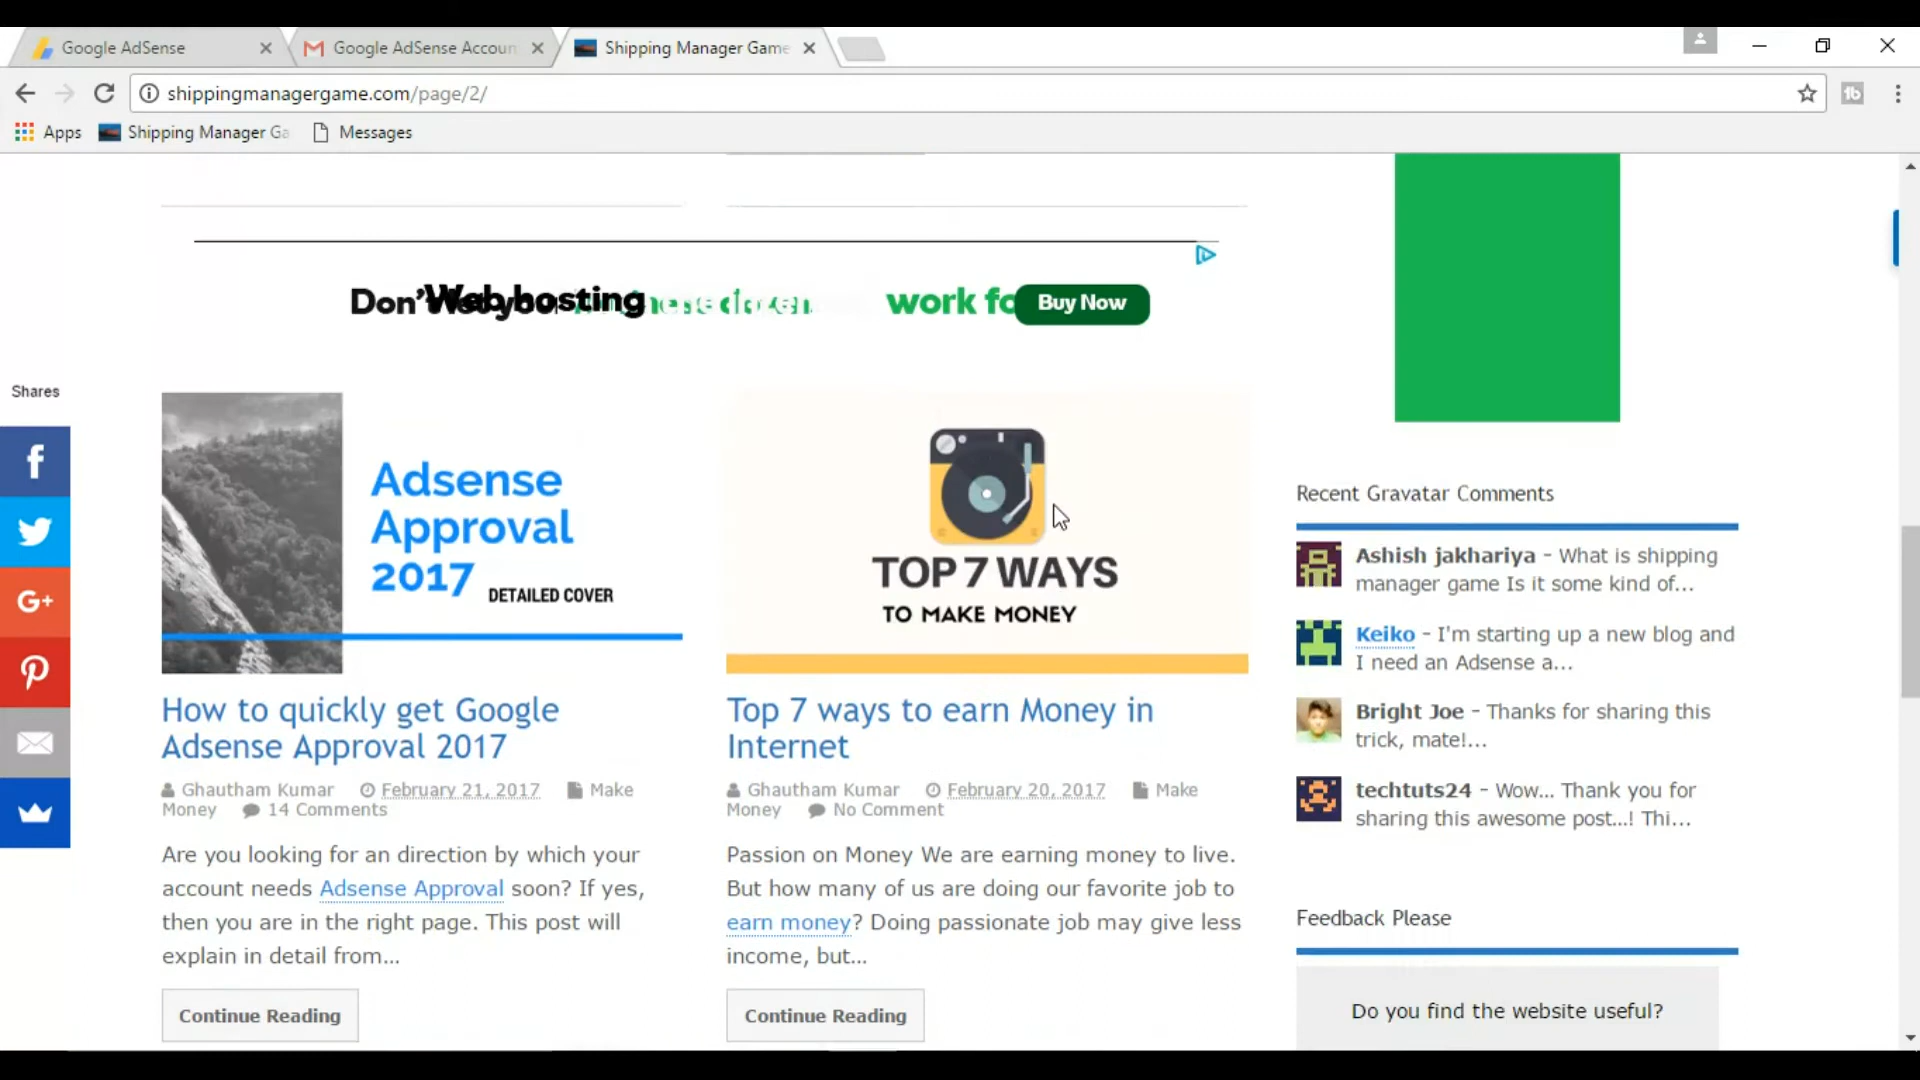 Google AdSense
Google AdSense Accoun
Shipping Manager Game
shippingmanagergame.com/page/2/
Apps
Shipping Manager Ga
Messages
Web hosting
work fo
Buy Now
Shares
Adsense
Approval
2017
DETAILED COVER
TOP 7 WAYS
TO MAKE MONEY
How to quickly get Google
Adsense Approval 2017
Ghautham Kumar February 21, 2017 Make
Money 14 Comments
Are you looking for an direction by which your
account needs Adsense Approval soon? If yes,
then you are in the right page. This post will
explain in detail from...
Continue Reading
Top 7 ways to earn Money in
Internet
Ghautham Kumar February 20, 2017 Make
Money No Comment
Passion on Money We are earning money to live.
But how many of us are doing our favorite job to
earn money? Doing passionate job may give less
income, but...
Continue Reading
Recent Gravatar Comments
Ashish jakhariya - What is shipping
manager game Is it some kind of...
Keiko - I'm starting up a new blog and
I need an Adsense a...
Bright Joe - Thanks for sharing this
trick, mate!...
techtuts24 - Wow... Thank you for
sharing this awesome post...! Thi...
Feedback Please
Do you find the website useful?